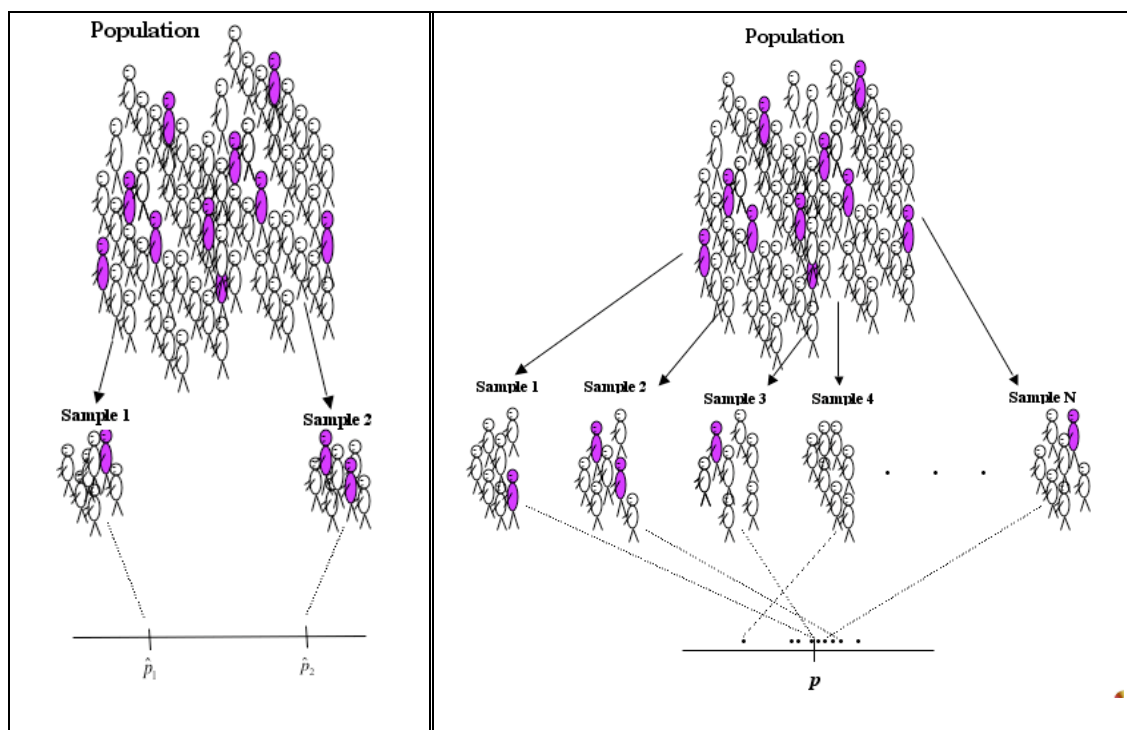 Population
Sample 1
Sample 2
p̂₁
p̂₂
Population
Sample 1
Sample 2
Sample 3
Sample 4
Sample N
p